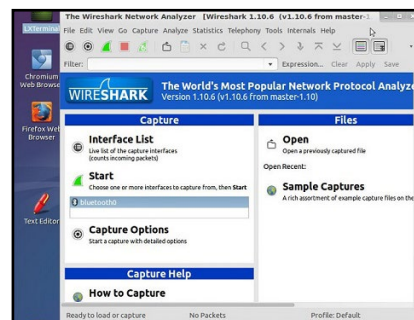 LXTerminal
Chromium
Web Browse
Firefox Web
Browser
Text Editor
The Wireshark Network Analyzer [Wireshark 1.10.6 (v1.10.6 from master-1
File Edit View Go Capture Analyze Statistics Telephony Tools Internals Help
Filter:
Expression... Clear Apply Save
WIRESHARK
The World's Most Popular Network Protocol Analyze
Version 1.10.6 (v1.10.6 from master-1.10)
Capture
Interface List
Live list of the capture interfaces
(counts incoming packets)
Start
Choose one or more interfaces to capture from, then Start
bluetooth0
Capture Options
Start a capture with detailed options
Capture Help
How to Capture
Files
Open
Open a previously captured file
Open Recent:
Sample Captures
A rich assortment of example capture files on the
Ready to load or capture
No Packets
Profile: Default